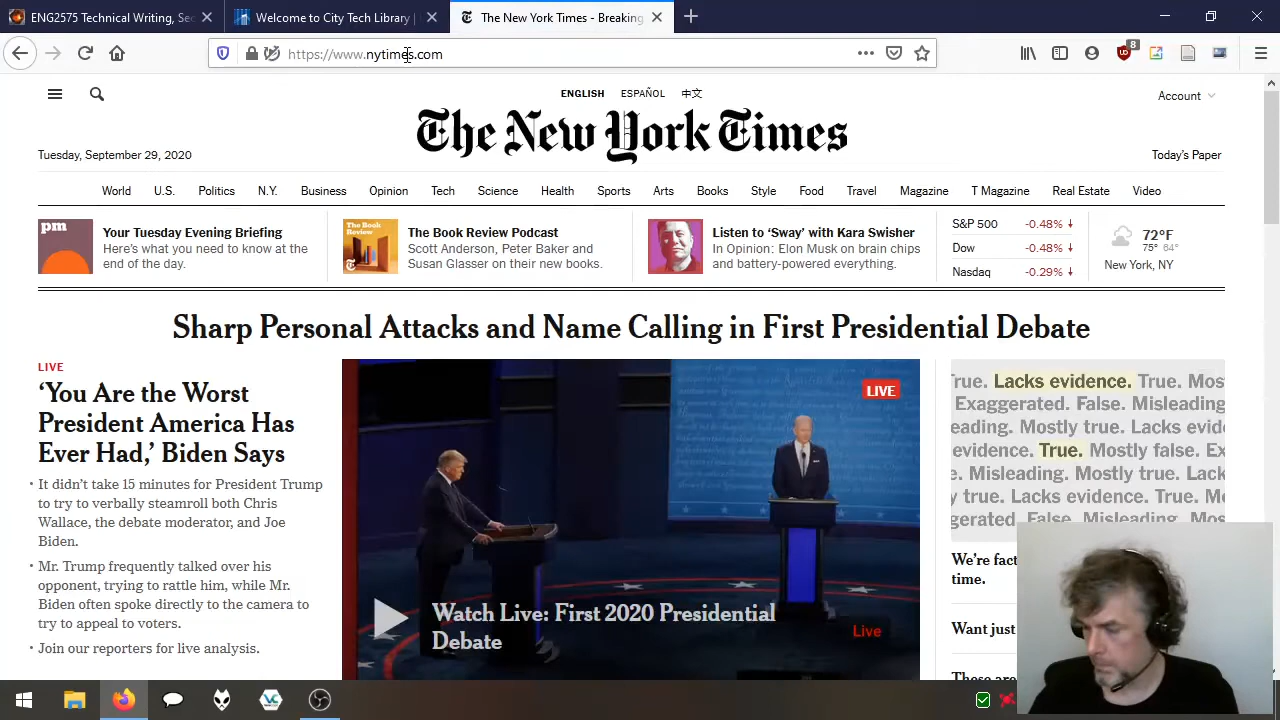 ENG2575 Technical Writing, Se
Welcome to City Tech Library |
The New York Times - Breaking
https://www.nytimes.com
8
ENGLISH ESPAÑOL 中文
Account
The New York Times
Tuesday, September 29, 2020
Today's Paper
World U.S. Politics N.Y. Business Opinion Tech Science Health Sports Arts Books Style Food Travel Magazine T Magazine Real Estate Video
pm
Your Tuesday Evening Briefing
Here's what you need to know at the
end of the day.
The Book Review
The Book Review Podcast
Scott Anderson, Peter Baker and
Susan Glasser on their new books.
Listen to 'Sway' with Kara Swisher
In Opinion: Elon Musk on brain chips
and battery-powered everything.
S&P 500 -0.48% ↓
Dow -0.48% ↓
Nasdaq -0.29% ↓
72°F
75° 64°
New York, NY
Sharp Personal Attacks and Name Calling in First Presidential Debate
LIVE
‘You Are the Worst
President America Has
Ever Had,’ Biden Says
• It didn’t take 15 minutes for President Trump
to try to verbally steamroll both Chris
Wallace, the debate moderator, and Joe
Biden.
• Mr. Trump frequently talked over his
opponent, trying to rattle him, while Mr.
Biden often spoke directly to the camera to
try to appeal to voters.
• Join our reporters for live analysis.
LIVE
Watch Live: First 2020 Presidential
Debate
Live
True. Lacks evidence. True. Mos
Exaggerated. False. Misleading
eading. Mostly true. Lacks evid
evidence. True. Mostly false. Ex
e. Misleading. Mostly true. Lack
y true. Lacks evidence. True. Mo
gerated. False. Misleading. Mos
We're fact
time.
Want just
These are